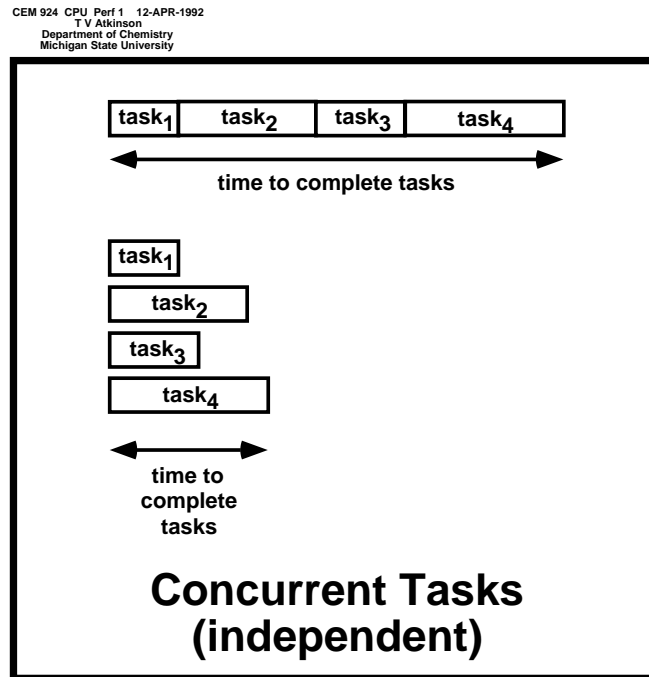 CEM 924 CPU Perf 1 12-APR-1992
T V Atkinson
Department of Chemistry
Michigan State University
task₁ task₂ task₃ task₄
time to complete tasks
task₁
task₂
task₃
task₄
time to
complete
tasks
Concurrent Tasks
(independent)